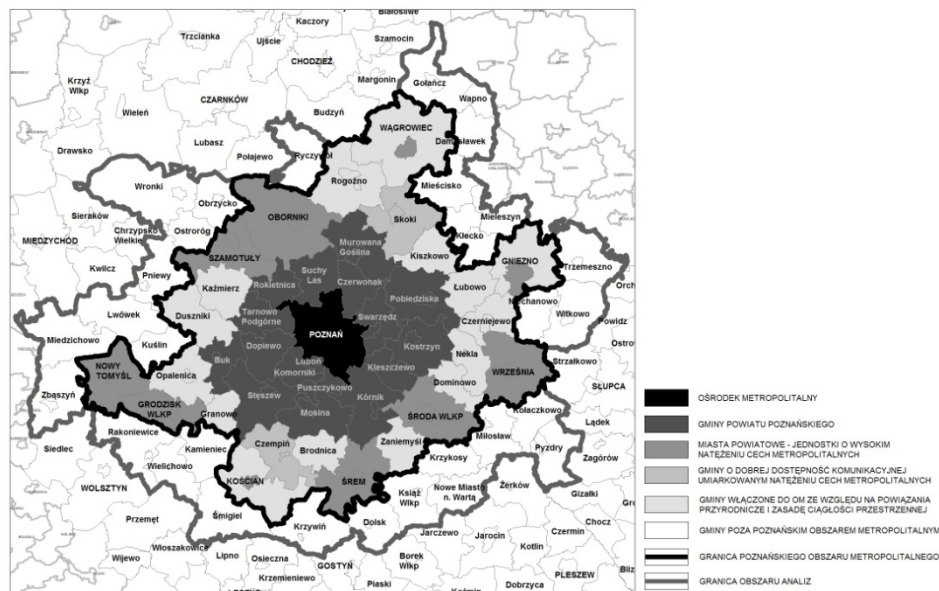 Kaczory
Białośliwe
Trzcianka
Ujście
Szamocin
CHODZIEŻ
Krzyż
Wlkp
Margonin
Gołańcz
Wapno
Wieleń
CZARNKÓW
Budzyń
WĄGROWIEC
Drawsko
Lubasz
Damasławek
Połajewo
Ryczywół
Rogoźno
Mieścisko
Wronki
Obrzycko
OBORNIKI
Skoki
Mieleszyn
Sieraków
Ostroróg
Murowana
Goślina
Kłecko
Chrzypsko
Wielkie
MIĘDZYCHÓD
SZAMOTUŁY
Kiszkowo
GNIEZNO
Trzemeszno
Orch
Kwilcz
Pniewy
Kaźmierz
Rokietnica
Suchy
Las
Czerwonak
Pobiedziska
Łubowo
Niechanowo
Witkowo
Powidz
Lwówek
Duszniki
Tarnowo
Podgórne
Swarzędz
Czerniejewo
POZNAŃ
Ostro
Miedzichowo
Kuślin
Buk
Dopiewo
Kostrzyn
Nekla
Strzałkowo
NOWY
TOMYŚL
Opalenica
Luboń
Komorniki
Kleszczewo
WRZEŚNIA
SŁUPCA
Zbąszyń
Puszczykowo
Dominowo
GRODZISK
WLKP
Granowo
Stęszew
Mosina
Kórnik
ŚRODA WLKP
Kołaczkowo
Lądek
Rakoniewice
Siedlec
Kamieniec
Czempiń
Brodnica
Zaniemyśl
Miłosław
Pyzdry
Zagórów
Wielichowo
Krzykosy
WOLSZTYN
KOŚCIAN
ŚREM
Książ
Wlkp
Nowe Miasto
n. Wartą
Żerków
Gizałki
Gro
Przemęt
Śmigiel
Krzywiń
Dolsk
Jarczewo
Jarocin
Czermin
Chocz
Wijewo
Włoszakowice
Lipno
Osieczna
GOSTYŃ
Borek
Wlkp
Kotlin
Krzemieniewo
Piaski
Dobrzyca
PLESZEW
Bliz
OŚRODEK METROPOLITALNY
GMINY POWIATU POZNAŃSKIEGO
MIASTA POWIATOWE - JEDNOSTKI O WYSOKIM
NATĘŻENIU CECH METROPOLITALNYCH
GMINY O DOBREJ DOSTĘPNOŚĆ KOMUNIKACYJNEJ
UMIARKOWANYM NATĘŻENIU CECH METROPOLITALNYCH
GMINY WŁĄCZONE DO OM ZE WZGLĘDU NA POWIĄZANIA
PRZYRODNICZE I ZASADĘ CIĄGŁOŚCI PRZESTRZENNEJ
GMINY POZA POZNAŃSKIM OBSZAREM METROPOLITALNYM
GRANICA POZNAŃSKIEGO OBSZARU METROPOLITALNEGO
GRANICA OBSZARU ANALIZ